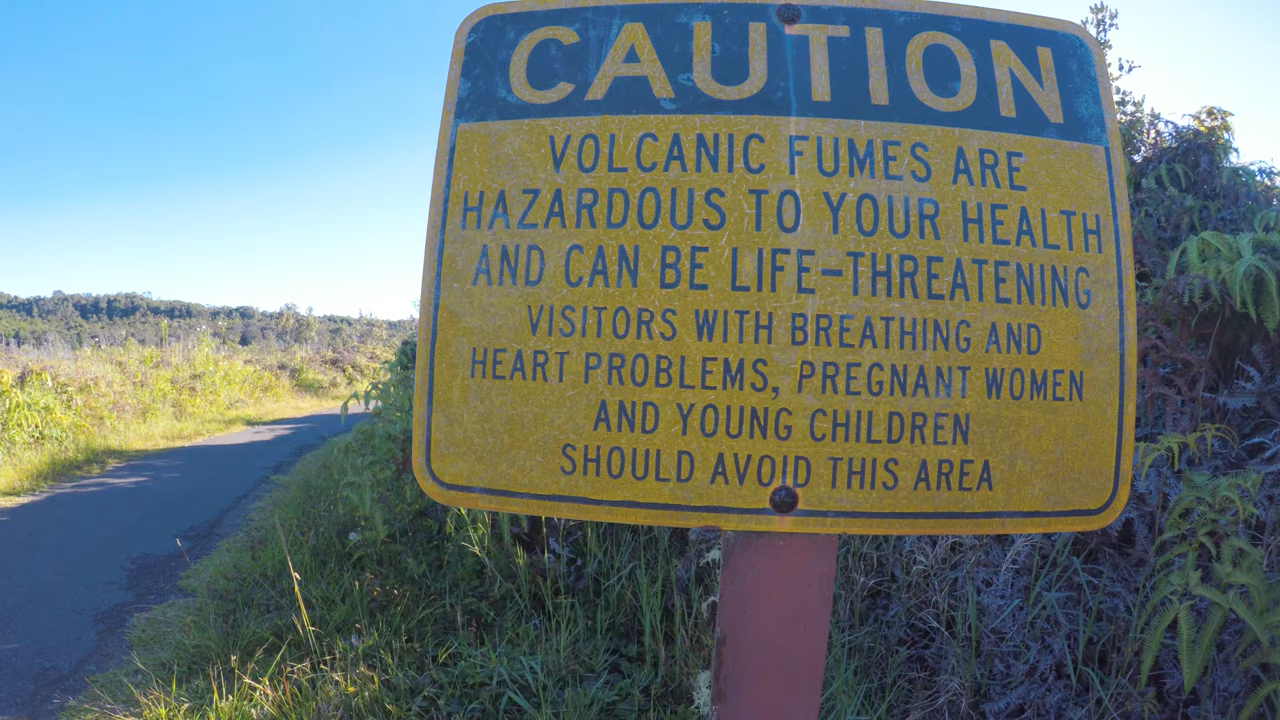 CAUTION
VOLCANIC FUMES ARE
HAZARDOUS TO YOUR HEALTH
AND CAN BE LIFE-THREATENING
VISITORS WITH BREATHING AND
HEART PROBLEMS, PREGNANT WOMEN
AND YOUNG CHILDREN
SHOULD AVOID THIS AREA